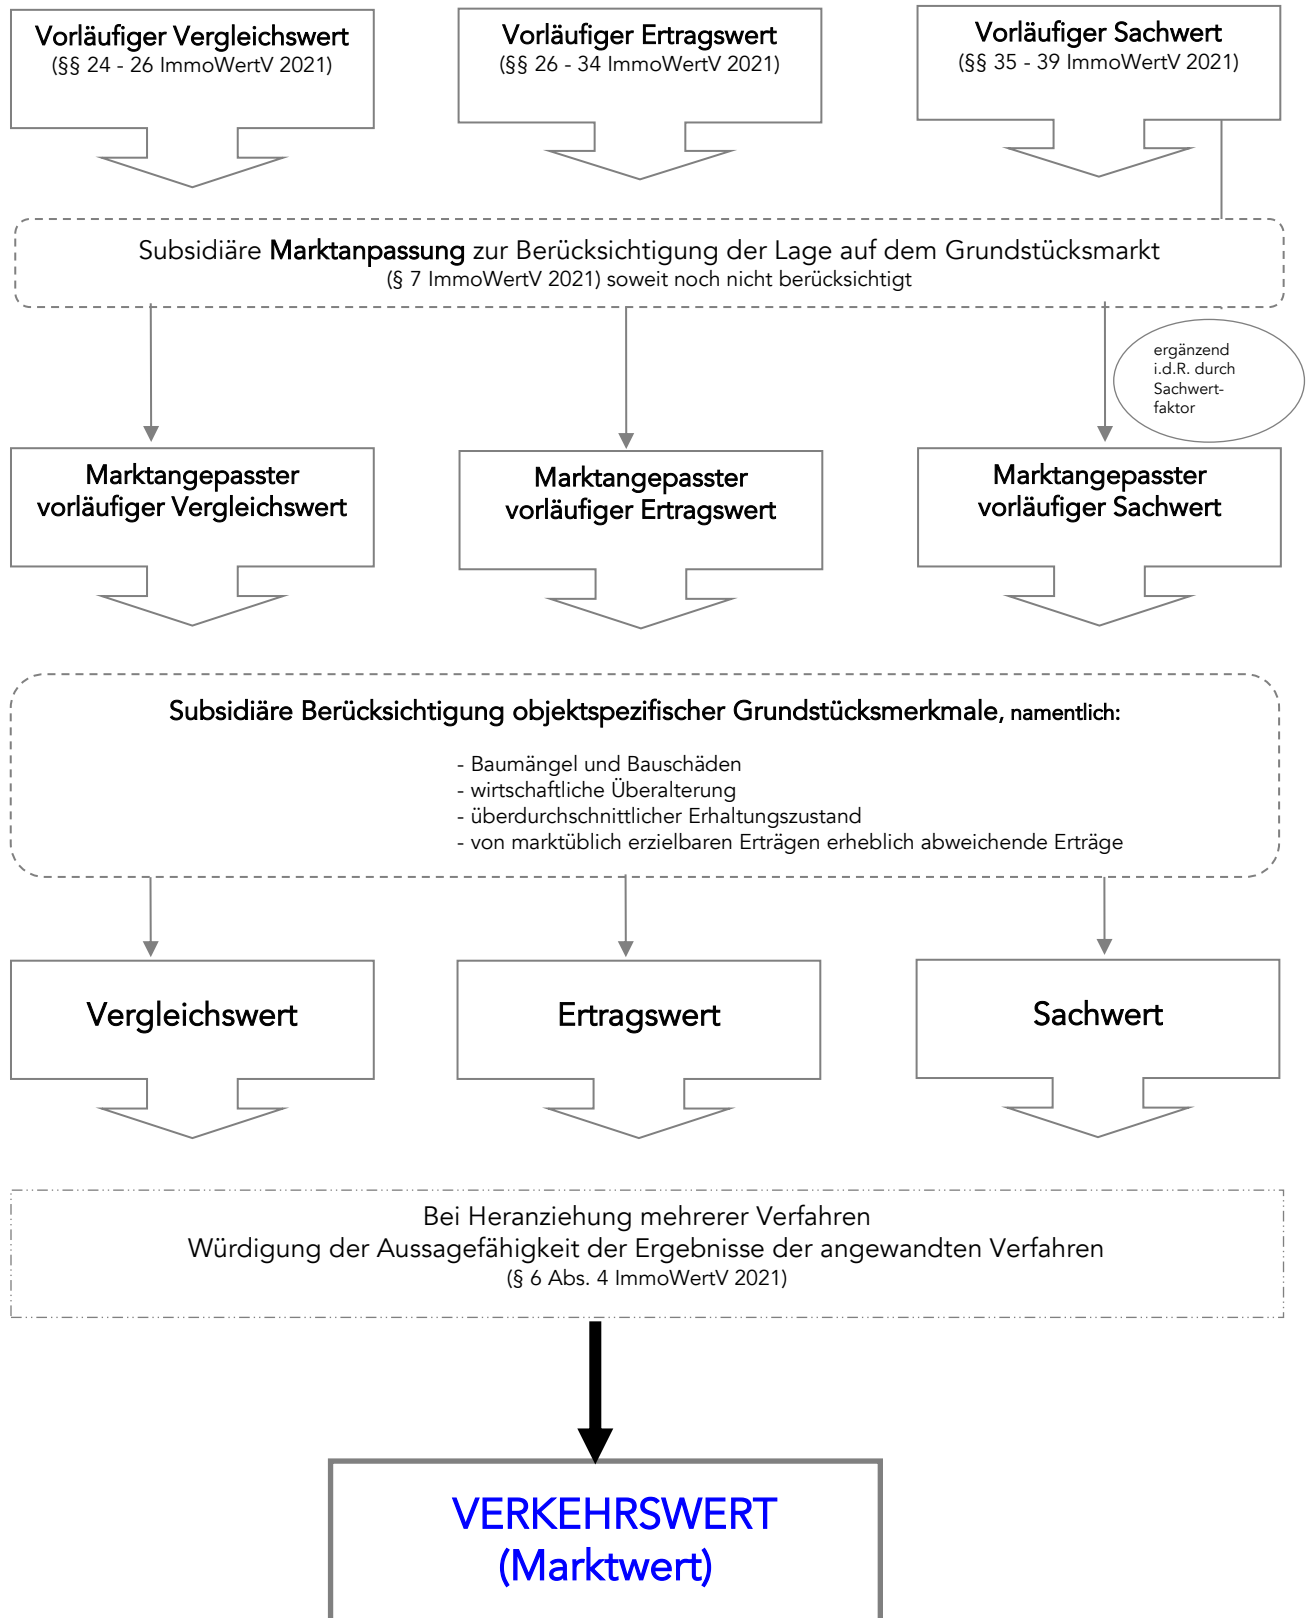 Vorläufiger Vergleichswert
(§§ 24 - 26 ImmoWertV 2021)
Vorläufiger Ertragswert
(§§ 26 - 34 ImmoWertV 2021)
Vorläufiger Sachwert
(§§ 35 - 39 ImmoWertV 2021)
Subsidiäre Marktanpassung zur Berücksichtigung der Lage auf dem Grundstücksmarkt
(§ 7 ImmoWertV 2021) soweit noch nicht berücksichtigt
ergänzend
i.d.R. durch
Sachwert-
faktor
Marktangepasster
vorläufiger Vergleichswert
Marktangepasster
vorläufiger Ertragswert
Marktangepasster
vorläufiger Sachwert
Subsidiäre Berücksichtigung objektspezifischer Grundstücksmerkmale, namentlich:
- Baumängel und Bauschäden
- wirtschaftliche Überalterung
- überdurchschnittlicher Erhaltungszustand
- von marktüblich erzielbaren Erträgen erheblich abweichende Erträge
Vergleichswert
Ertragswert
Sachwert
Bei Heranziehung mehrerer Verfahren
Würdigung der Aussagefähigkeit der Ergebnisse der angewandten Verfahren
(§ 6 Abs. 4 ImmoWertV 2021)
VERKEHRSWERT
(Marktwert)